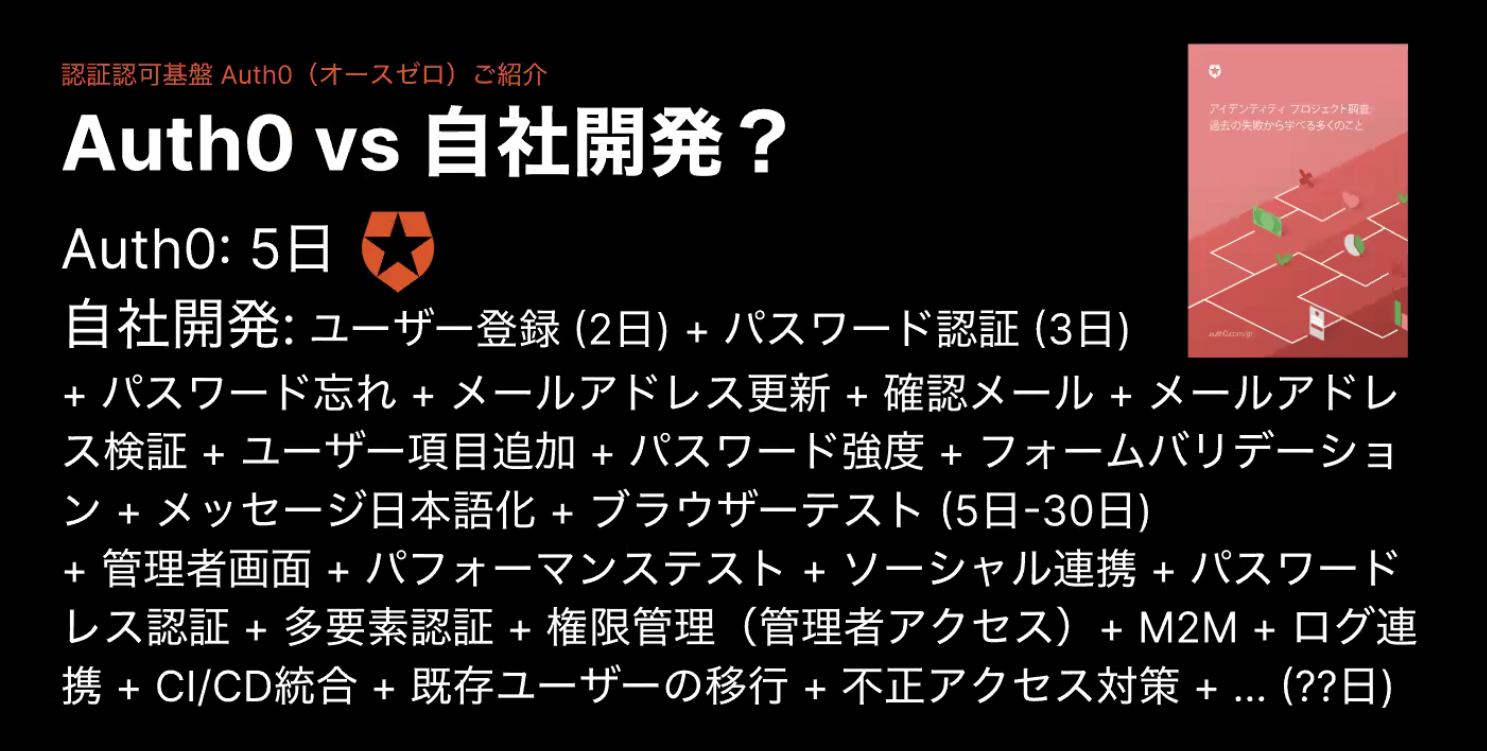 認証認可基盤 Auth0（オースゼロ）ご紹介
Auth0 vs 自社開発？
Auth0: 5日
自社開発: ユーザー登録 (2日) + パスワード認証 (3日)
+ パスワード忘れ + メールアドレス更新 + 確認メール + メールアドレ
ス検証 + ユーザー項目追加 + パスワード強度 + フォームバリデーショ
ン + メッセージ日本語化 + ブラウザーテスト (5日-30日)
+ 管理者画面 + パフォーマンステスト + ソーシャル連携 + パスワード
レス認証 + 多要素認証 + 権限管理（管理者アクセス）+ M2M + ログ連
携 + CI/CD統合 + 既存ユーザーの移行 + 不正アクセス対策 + ... (??日)
アイデンティティ プロジェクト調査:
過去の失敗から学べる多くのこと